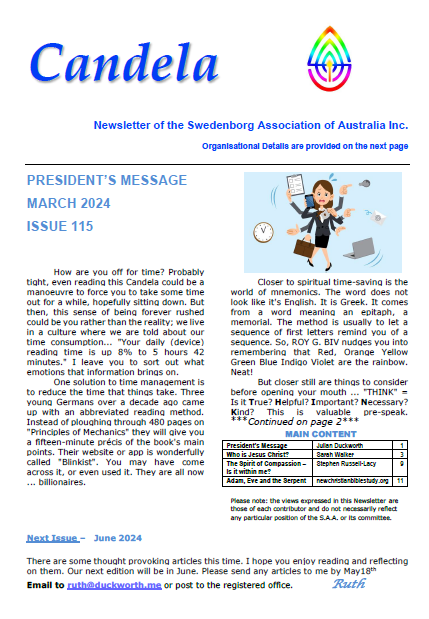 Candela
Newsletter of the Swedenborg Association of Australia Inc.
Organisational Details are provided on the next page
PRESIDENT'S MESSAGE
MARCH 2024
ISSUE 115
How are you off for time? Probably
tight, even reading this Candela could be a
manoeuvre to force you to take some time
out for a while, hopefully sitting down. But
then, this sense of being forever rushed
could be you rather than the reality; we live
in a culture where we are told about our
time consumption... "Your daily (device)
reading time is up 8% to 5 hours 42
minutes." I leave you to sort out what
emotions that information brings on.
One solution to time management is
to reduce the time that things take. Three
young Germans over a decade ago came
up with an abbreviated reading method.
Instead of ploughing through 480 pages on
"Principles of Mechanics" they will give you
a fifteen-minute précis of the book's main
points. Their website or app is wonderfully
called "Blinkist". You may have come
across it, or even used it. They are all now
... billionaires.
Closer to spiritual time-saving is the
world of mnemonics. The word does not
look like it's English. It is Greek. It comes
from a word meaning an epitaph, a
memorial. The method is usually to let a
sequence of first letters remind you of a
sequence. So, ROY G. BIV nudges you into
remembering that Red, Orange Yellow
Green Blue Indigo Violet are the rainbow.
Neat!
But closer still are things to consider
before opening your mouth ... "THINK" =
Is it True? Helpful? Important? Necessary?
Kind? This is valuable pre-speak.
***Continued on page 2***
MAIN CONTENT
President's Message Julian Duckworth 1
Who is Jesus Christ? Sarah Walker 3
The Spirit of Compassion – Stephen Russell-Lacy 9
Is it within me?
Adam, Eve and the Serpent newchristianbiblestudy.org 11
Please note: the views expressed in this Newsletter are
those of each contributor and do not necessarily reflect
any particular position of the S.A.A. or its committee.
Next Issue – June 2024
There are some thought provoking articles this time. I hope you enjoy reading and reflecting
on them. Our next edition will be in June. Please send any articles to me by May18th
Email to ruth@duckworth.me or post to the registered office. Ruth